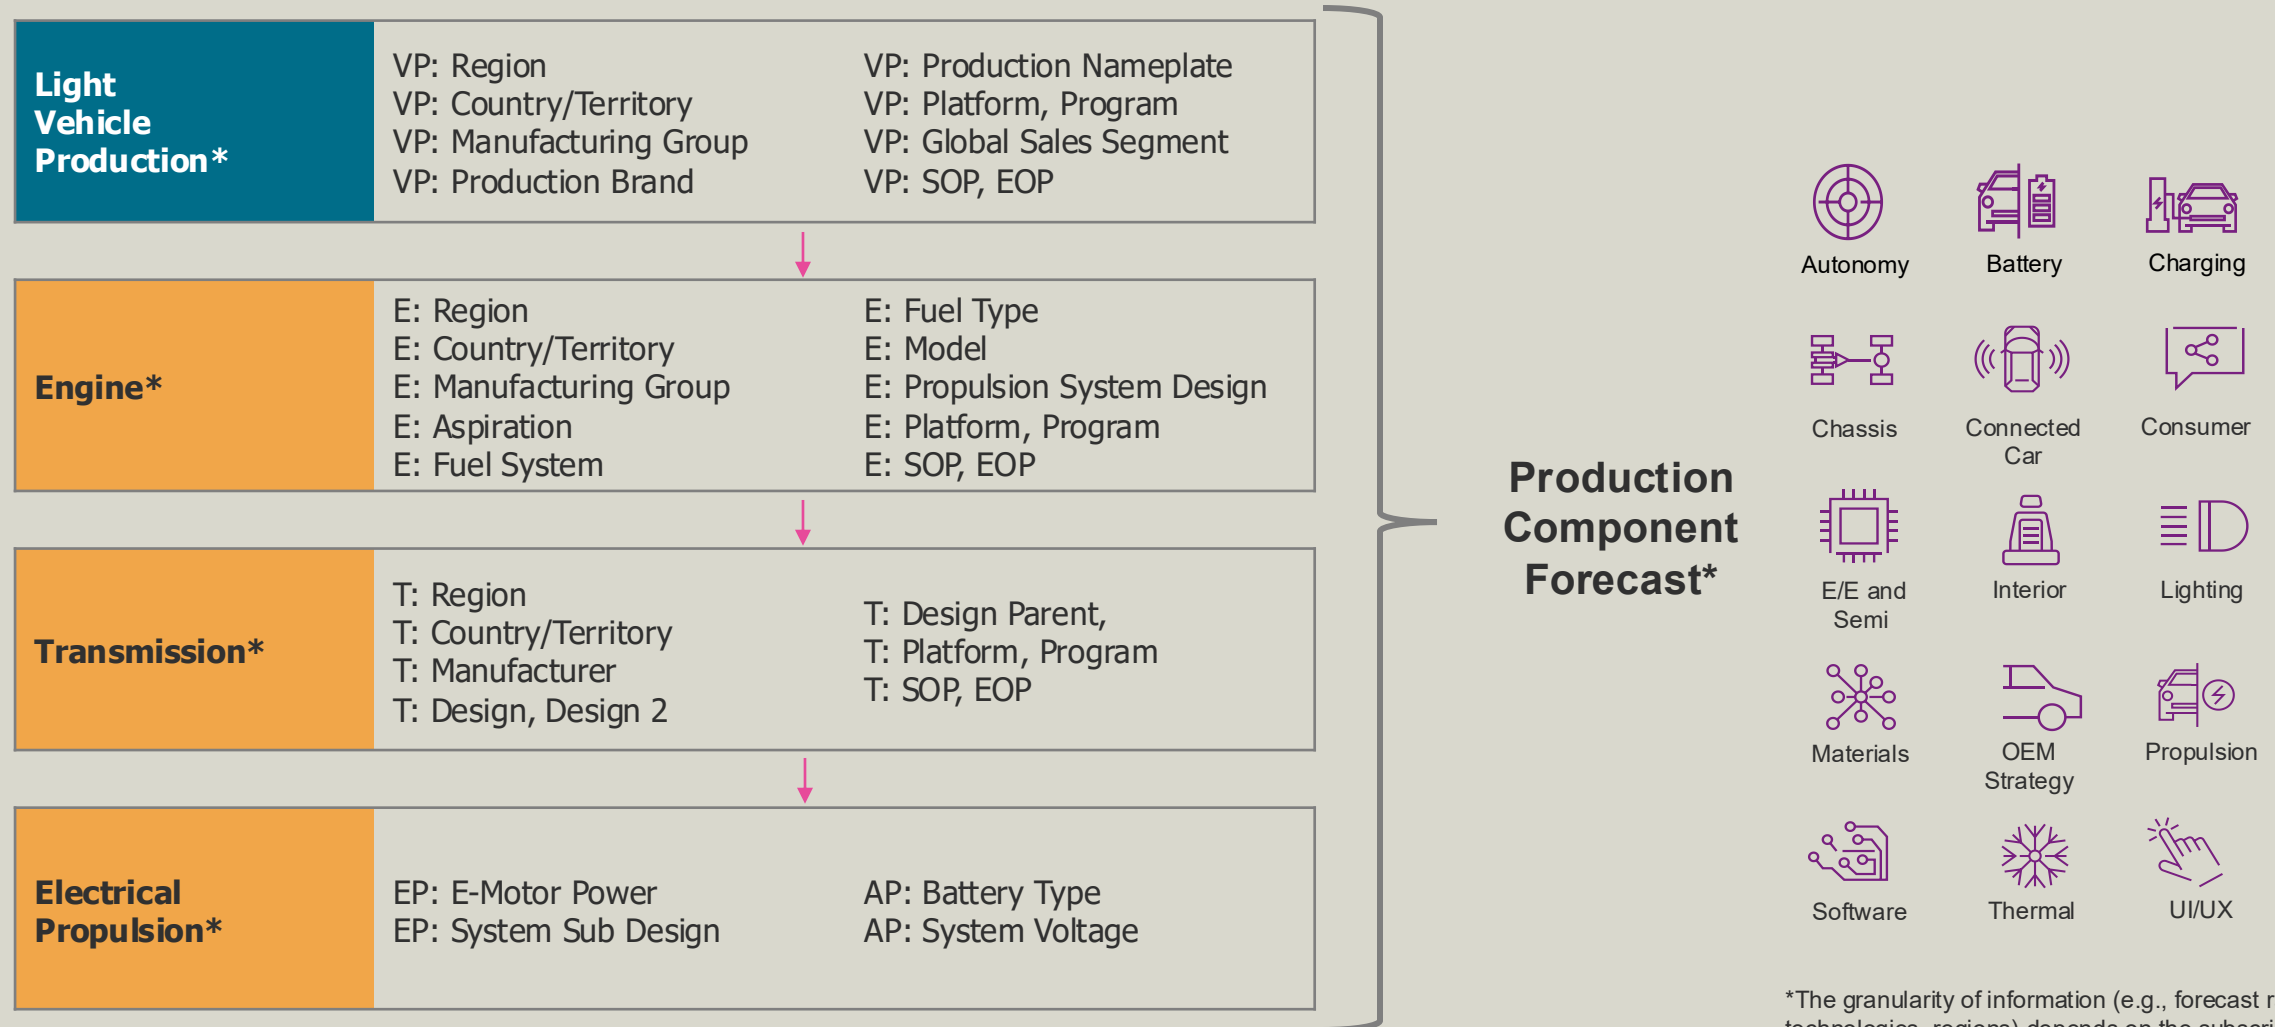 Light
Vehicle
Production*
VP: Region
VP: Country/Territory
VP: Manufacturing Group
VP: Production Brand
VP: Production Nameplate
VP: Platform, Program
VP: Global Sales Segment
VP: SOP, EOP
Engine*
E: Region
E: Country/Territory
E: Manufacturing Group
E: Aspiration
E: Fuel System
E: Fuel Type
E: Model
E: Propulsion System Design
E: Platform, Program
E: SOP, EOP
Transmission*
T: Region
T: Country/Territory
T: Manufacturer
T: Design, Design 2
T: Design Parent,
T: Platform, Program
T: SOP, EOP
Electrical
Propulsion*
EP: E-Motor Power
EP: System Sub Design
AP: Battery Type
AP: System Voltage
Production
Component
Forecast*
Autonomy
Battery
Charging
Chassis
Connected
Car
Consumer
E/E and
Semi
Interior
Lighting
Materials
OEM
Strategy
Propulsion
Software
Thermal
UI/UX
*The granularity of information (e.g., forecast
technologies, regions) depends on the